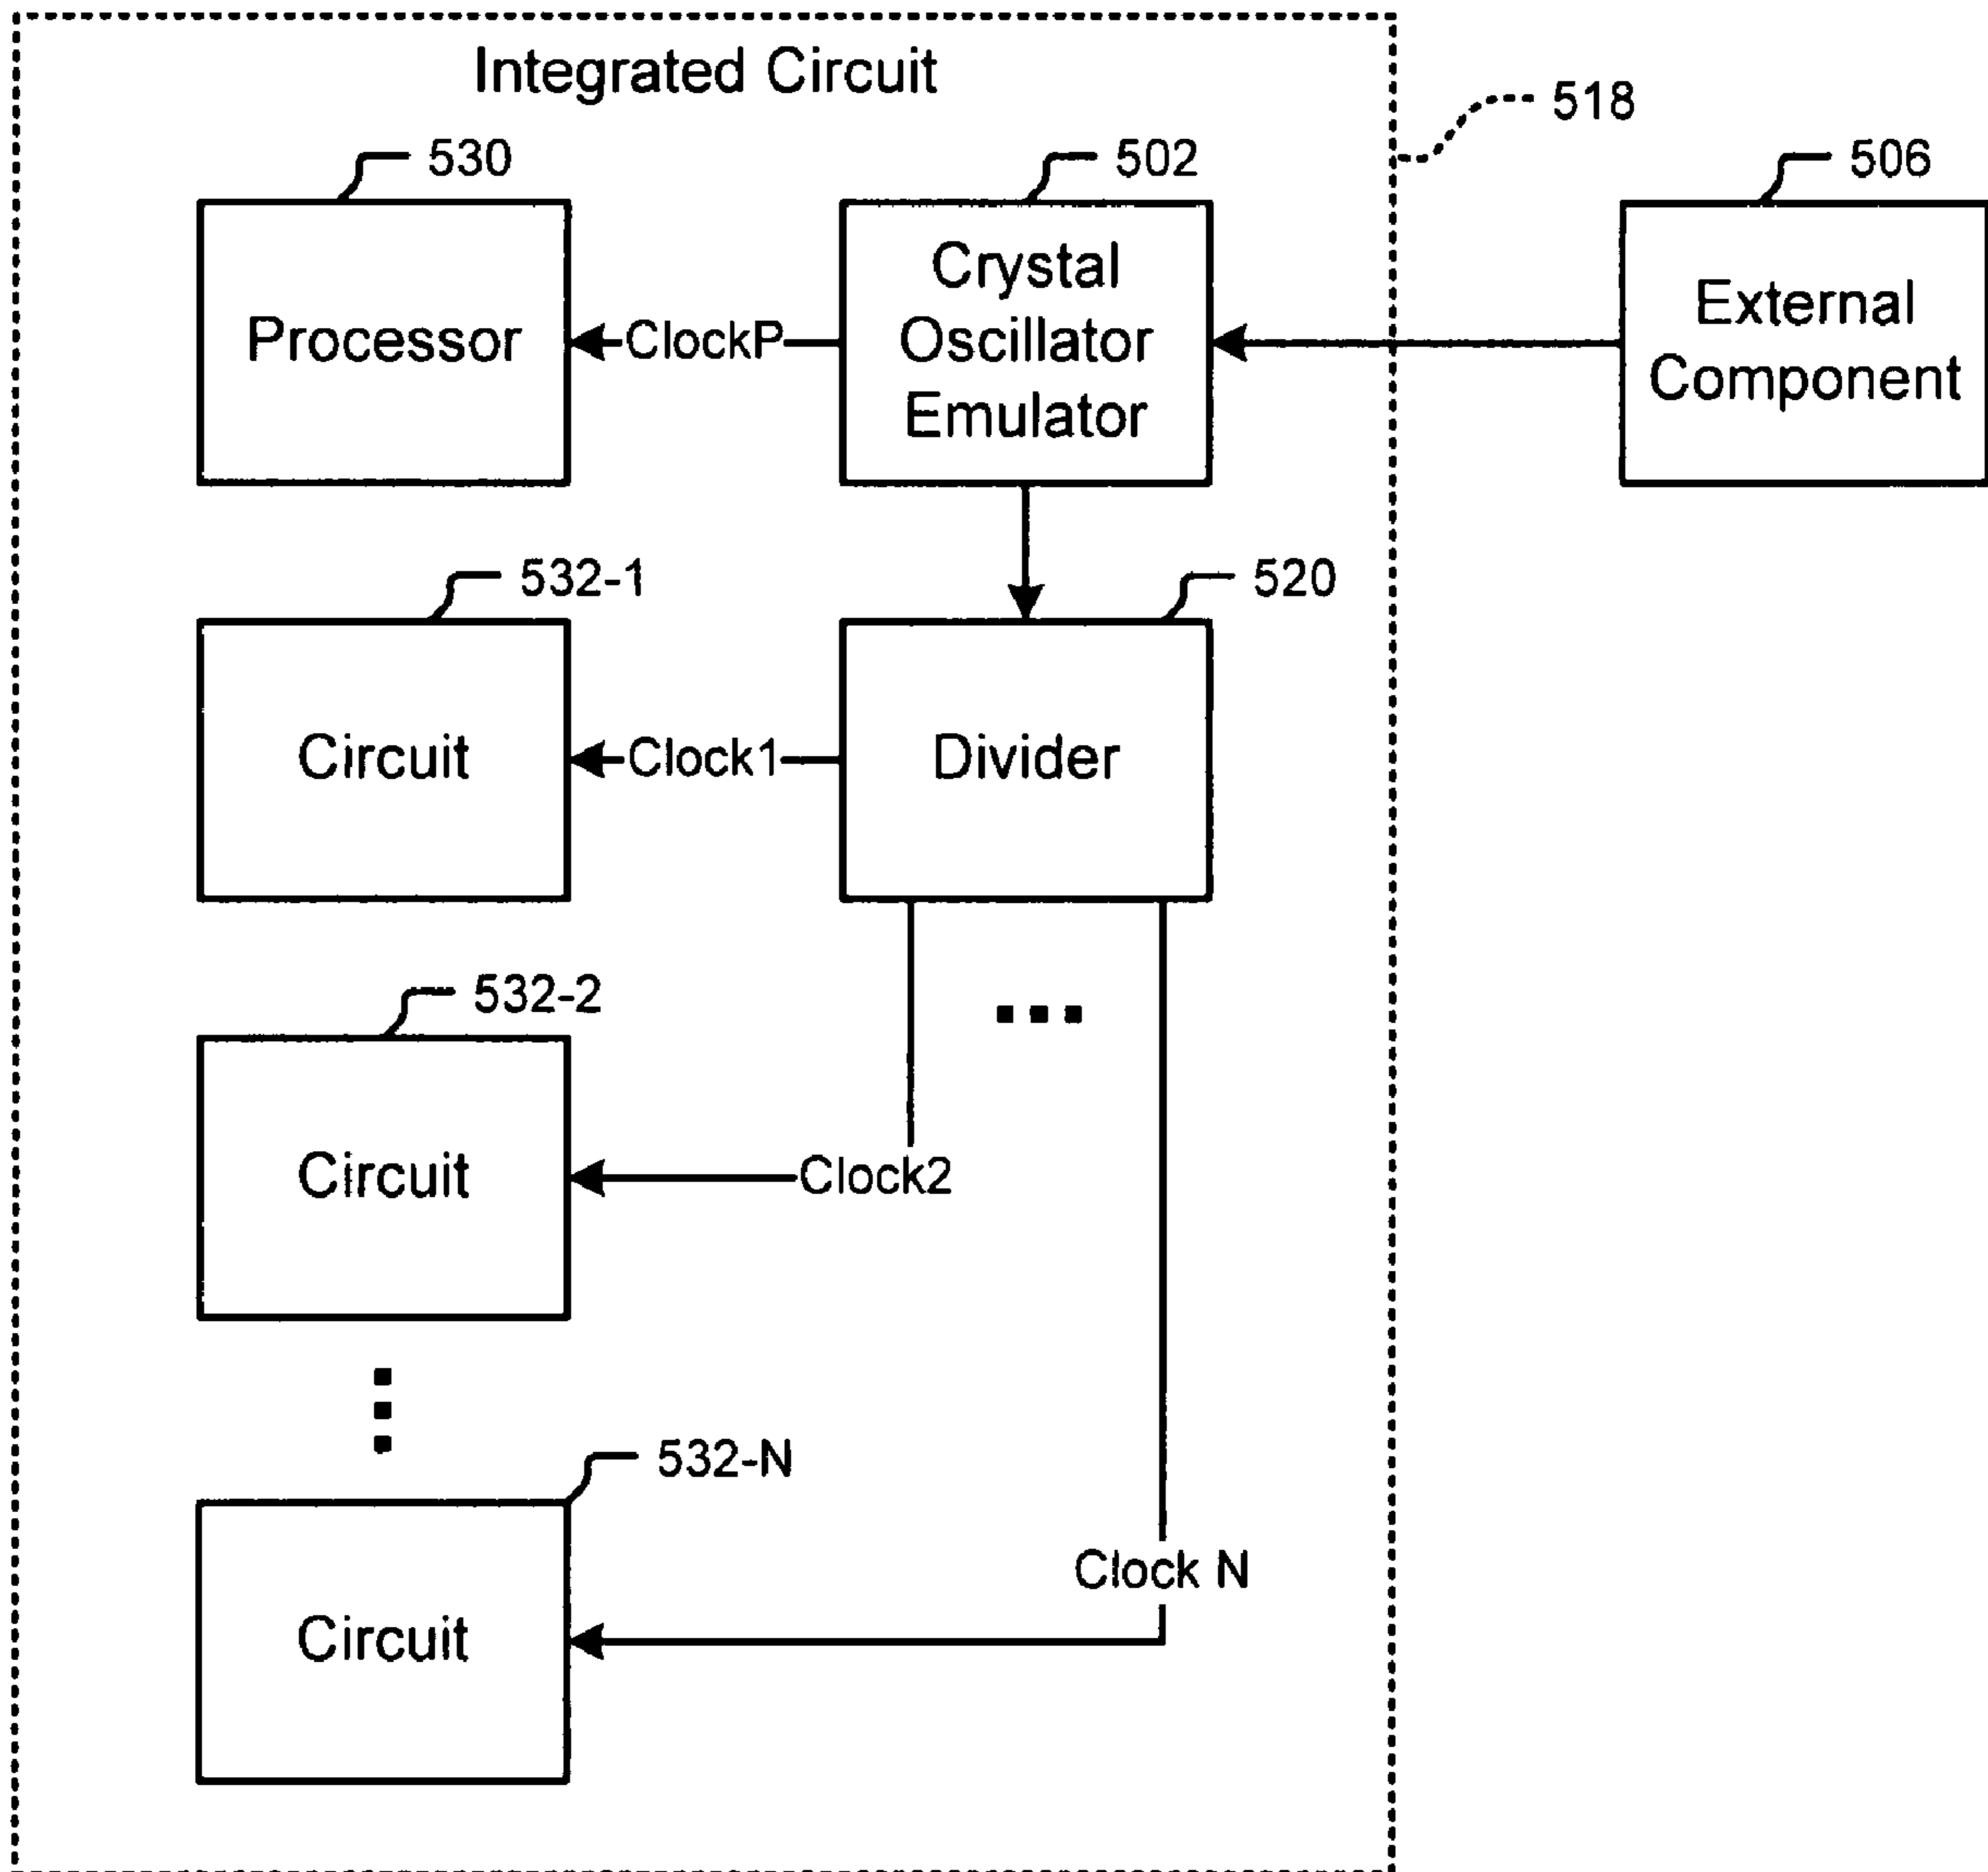 Integrated Circuit
518
530
502
506
Processor
ClockP
Crystal
Oscillator
Emulator
External
Component
532-1
520
Circuit
Clock1
Divider
532-2
Circuit
Clock2
532-N
Clock N
Circuit